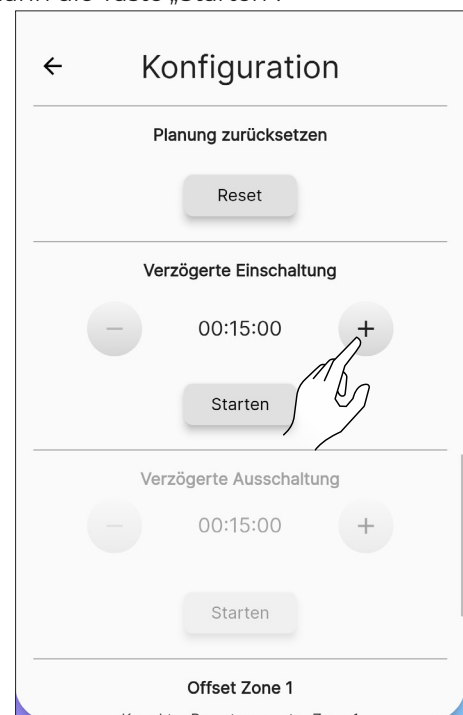 die Taste „Starten“.
← Konfiguration
Planung zurücksetzen
Reset
Verzögerte Einschaltung
− 00:15:00 +
Starten
Verzögerte Ausschaltung
− 00:15:00 +
Starten
Offset Zone 1